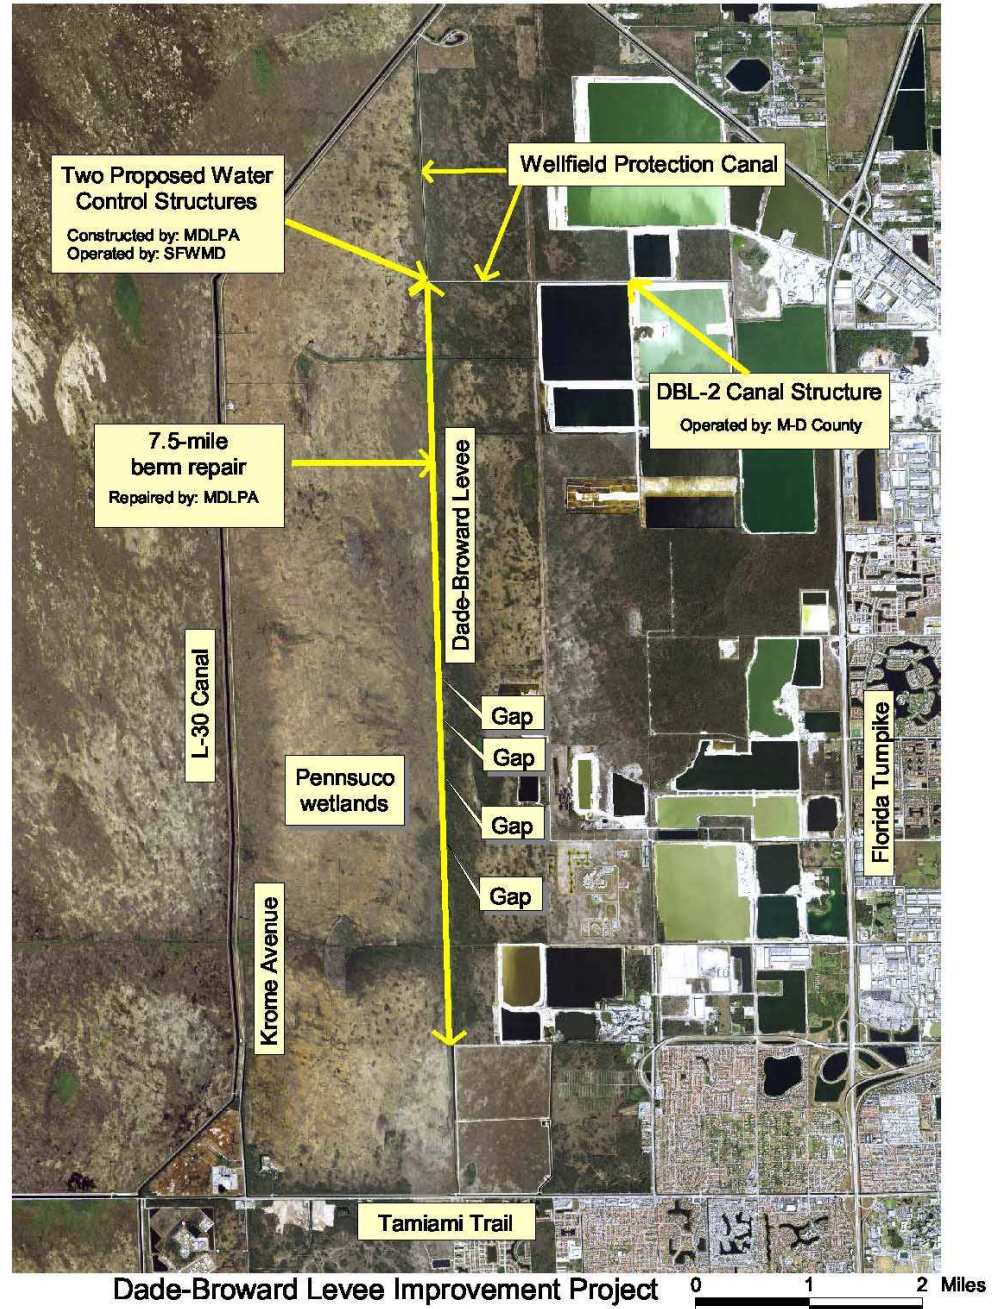 Two Proposed Water
Control Structures
Constructed by: MDLPA
Operated by: SFWMD
Wellfield Protection Canal
DBL-2 Canal Structure
Operated by: M-D County
7.5-mile
berm repair
Repaired by: MDLPA
Dade-Broward Levee
L-30 Canal
Gap
Gap
Gap
Gap
Pennsuco
wetlands
Florida Turnpike
Krome Avenue
Tamiami Trail
Dade-Broward Levee Improvement Project
0 1 2 Miles